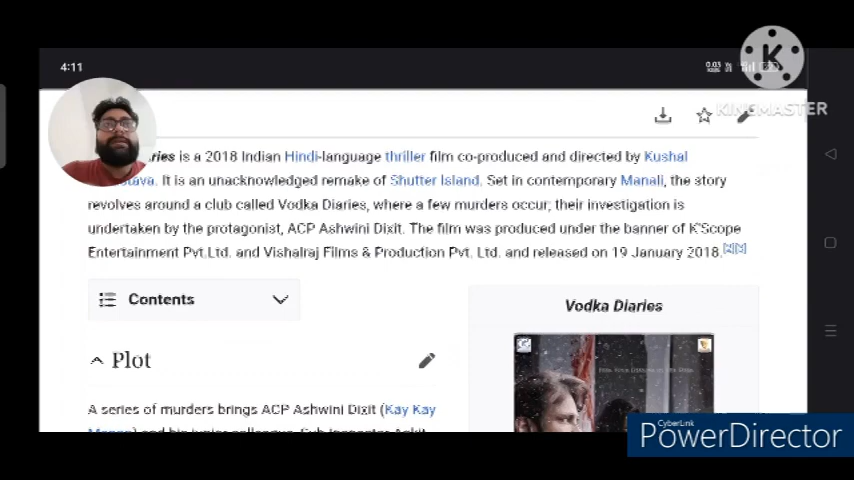 4:11
0.03
KINEMASTER
ries is a 2018 Indian Hindi-language thriller film co-produced and directed by Kushal
tava. It is an unacknowledged remake of Shutter Island. Set in contemporary Manali, the story
revolves around a club called Vodka Diaries, where a few murders occur; their investigation is
undertaken by the protagonist, ACP Ashwini Dixit. The film was produced under the banner of K'Scope
Entertainment Pvt.Ltd. and Vishalraj Films & Production Pvt. Ltd. and released on 19 January 2018.
Contents
Vodka Diaries
Plot
A series of murders brings ACP Ashwini Dixit (Kay Kay
CyberLink
PowerDirector